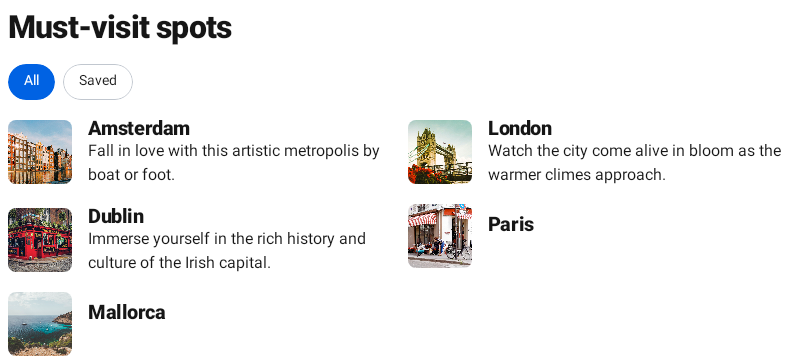 Must-visit spots
All
Saved
Amsterdam
Fall in love with this artistic metropolis by
boat or foot.
London
Watch the city come alive in bloom as the
warmer climes approach.
Dublin
Immerse yourself in the rich history and
culture of the Irish capital.
Paris
Mallorca